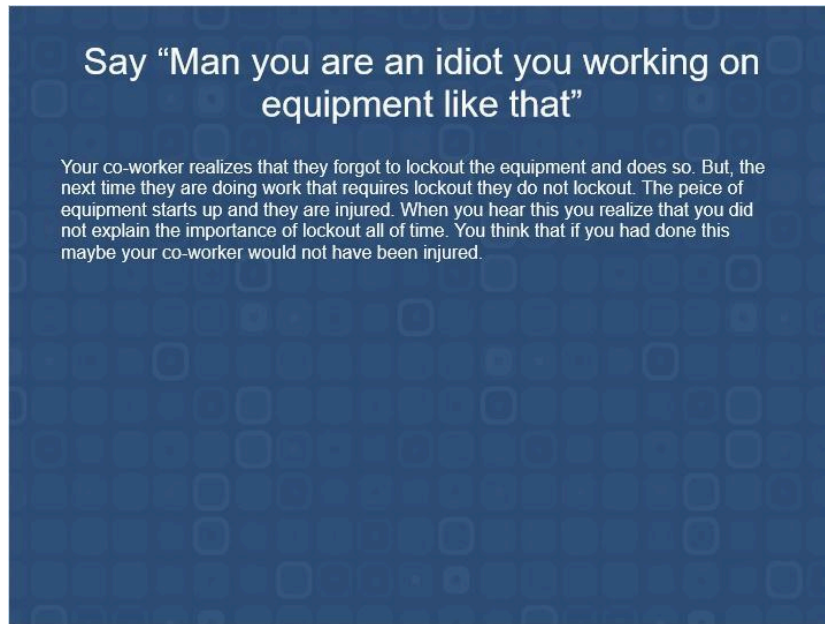 Say “Man you are an idiot you working on
equipment like that”
Your co-worker realizes that they forgot to lockout the equipment and does so. But, the
next time they are doing work that requires lockout they do not lockout. The peice of
equipment starts up and they are injured. When you hear this you realize that you did
not explain the importance of lockout all of time. You think that if you had done this
maybe your co-worker would not have been injured.